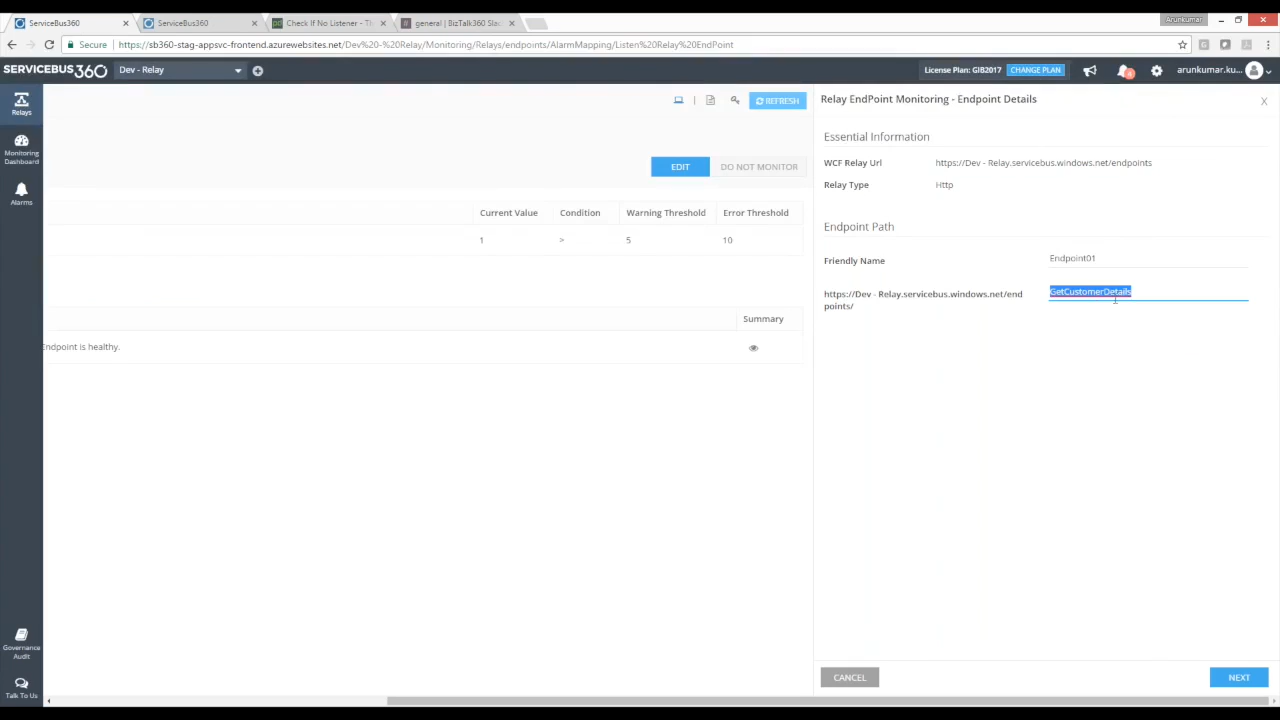 ServiceBus360
ServiceBus360
Check If No Listener - Th
general | BizTalk360 Slac
Arunkumar
Secure
https://sb360-stag-appsvc-frontend.azurewebsites.net/Dev%20-%20Relay/Monitoring/Relays/endpoints/AlarmMapping/Listen%20Relay%20EndPoint
SERVICEBUS360
Dev - Relay
License Plan: GIB2017
CHANGE PLAN
arunkumar.ku...
Relays
Monitoring
Dashboard
Alarms
Governance
Audit
Talk To Us
REFRESH
EDIT
DO NOT MONITOR
Current Value Condition Warning Threshold Error Threshold
1 > 5 10
Summary
Endpoint is healthy.
Relay EndPoint Monitoring - Endpoint Details
X
Essential Information
WCF Relay Url https://Dev - Relay.servicebus.windows.net/endpoints
Relay Type Http
Endpoint Path
Friendly Name Endpoint01
https://Dev - Relay.servicebus.windows.net/end
points/
GetCustomerDetails
CANCEL
NEXT